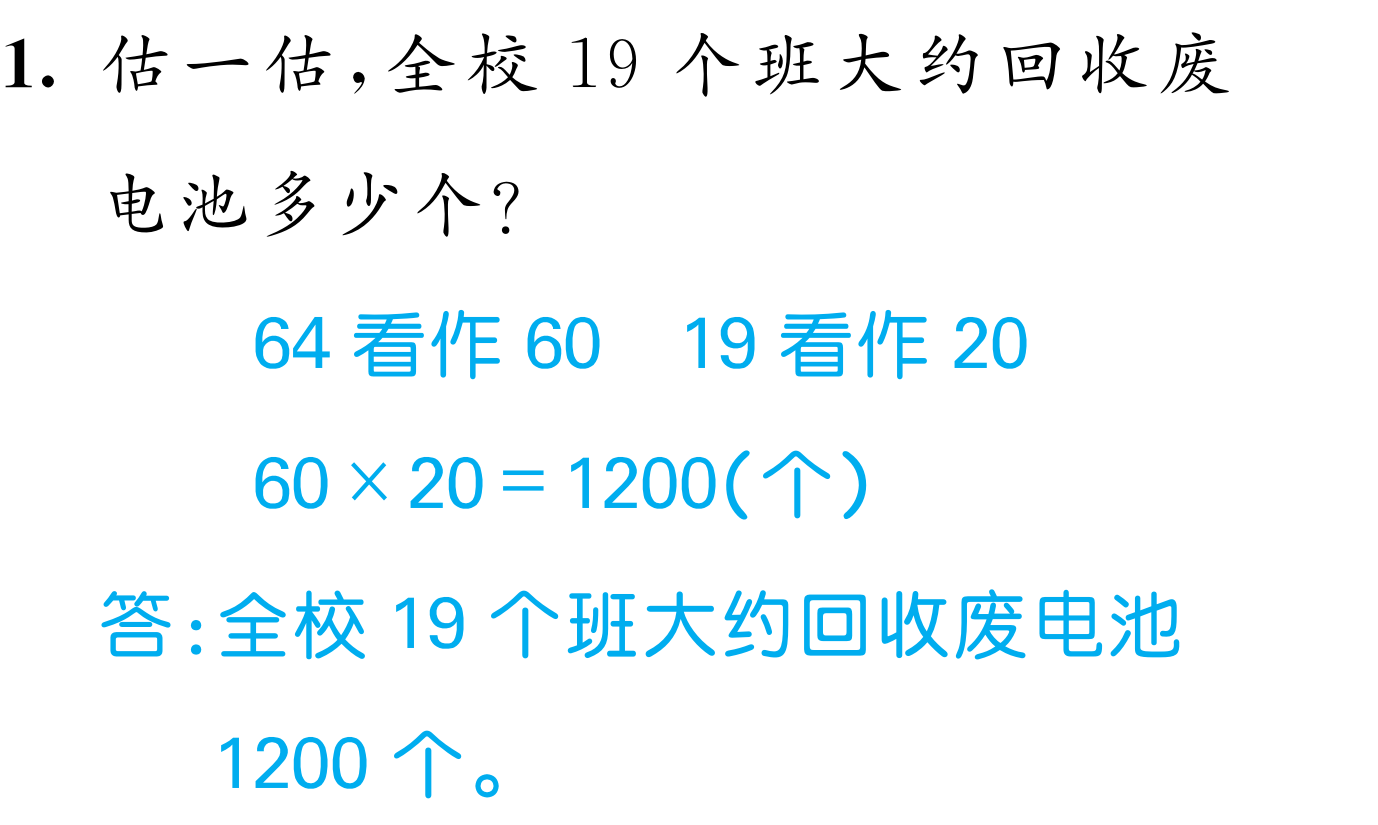 1. 估一估,全校 19 个班大约回收废
电池多少个?
64 看作 60 19 看作 20
60 × 20 = 1200(个)
答:全校 19 个班大约回收废电池
1200 个。